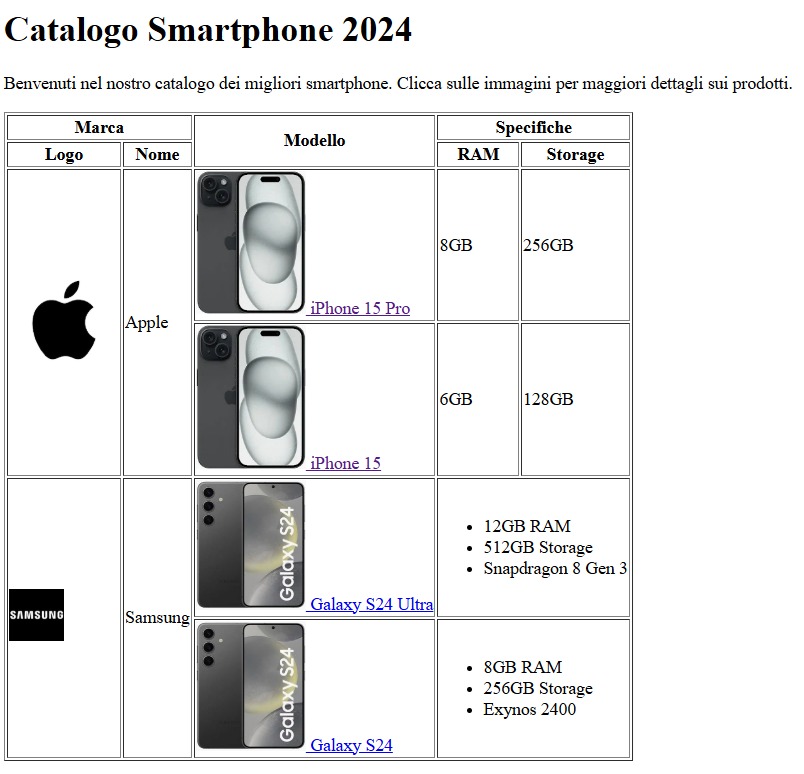 Catalogo Smartphone 2024
Benvenuti nel nostro catalogo dei migliori smartphone. Clicca sulle immagini per maggiori dettagli sui prodotti.
Marca Modello Specifiche
Logo Nome RAM Storage
Apple iPhone 15 Pro 8GB 256GB
iPhone 15 6GB 128GB
SAMSUNG Samsung
Galaxy S24
Galaxy S24 Ultra
12GB RAM
512GB Storage
Snapdragon 8 Gen 3
Galaxy S24
Galaxy S24
8GB RAM
256GB Storage
Exynos 2400